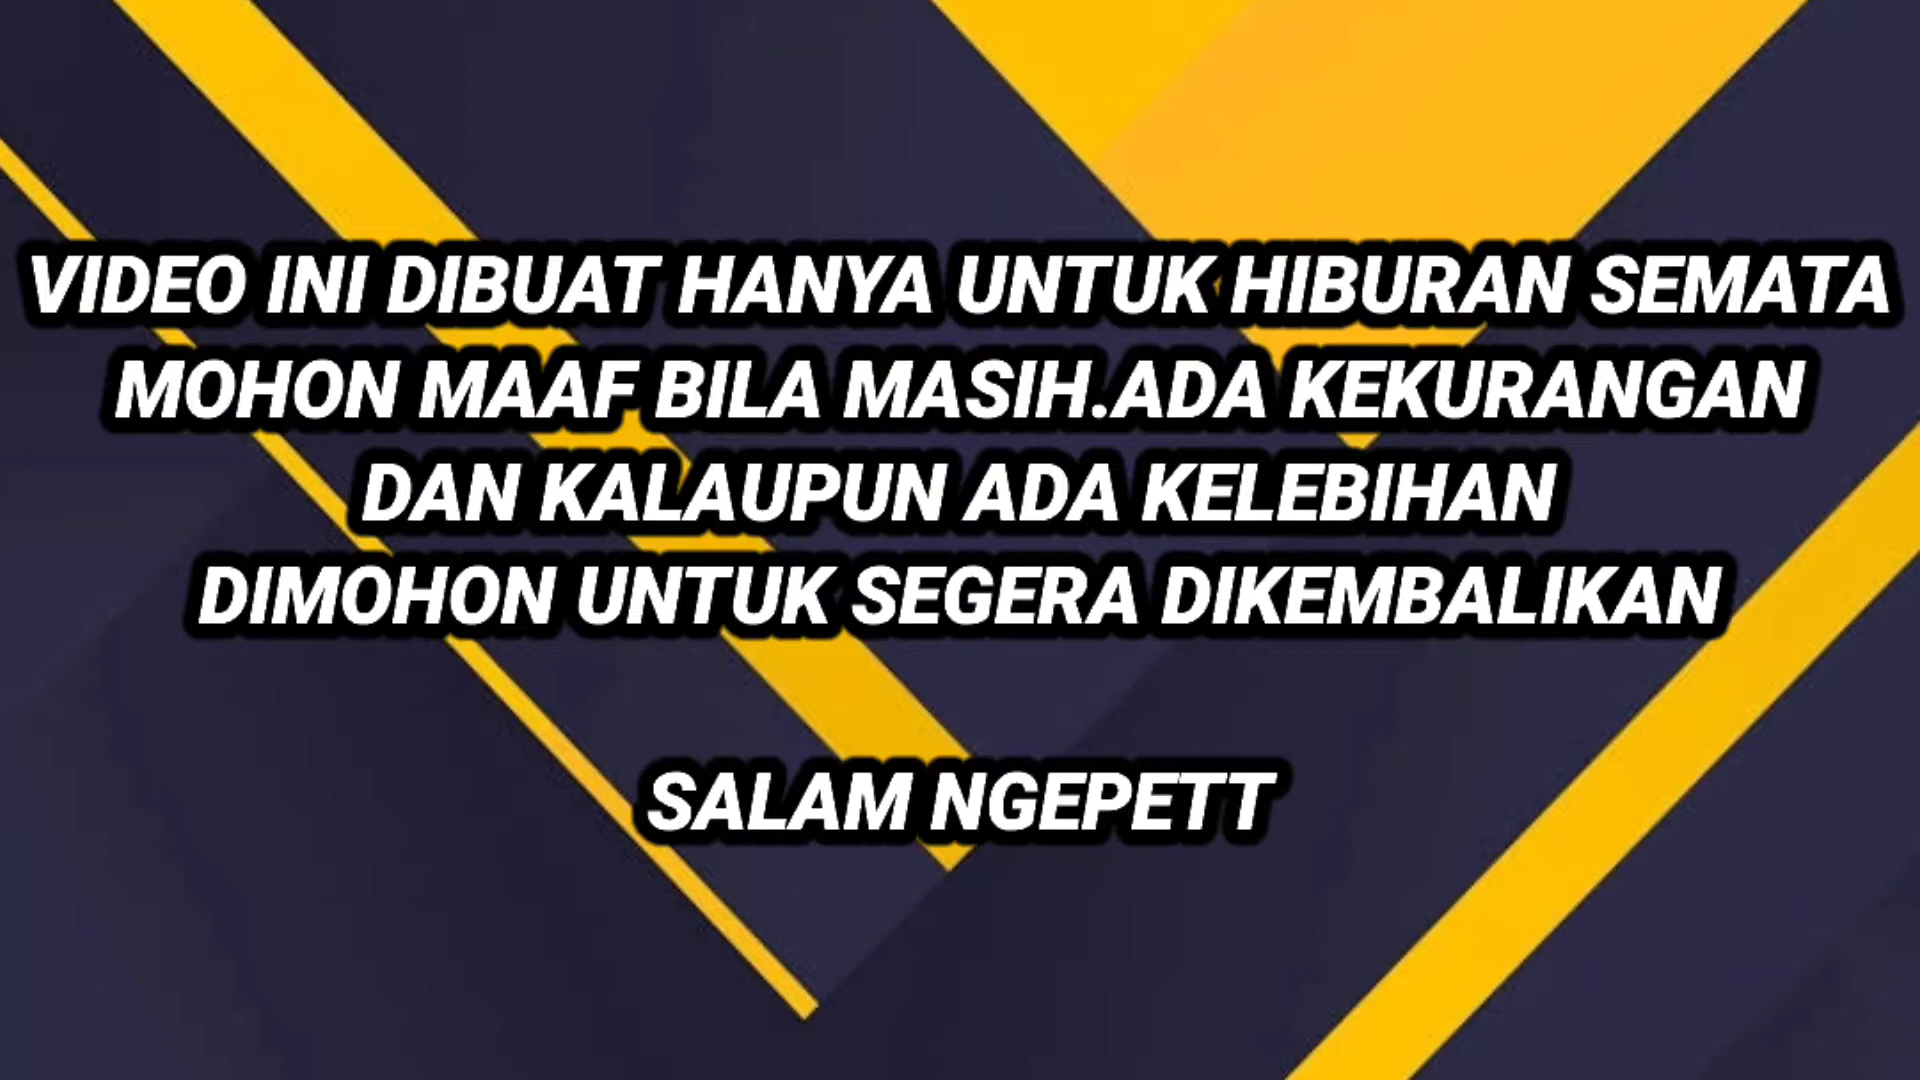 VIDEO INI DIBUAT HANYA UNTUK HIBURAN SEMATA
MOHON MAAF BILA MASIH.ADA KEKURANGAN
DAN KALAUPUN ADA KELEBIHAN
DIMOHON UNTUK SEGERA DIKEMBALIKAN
SALAM NGEPETT